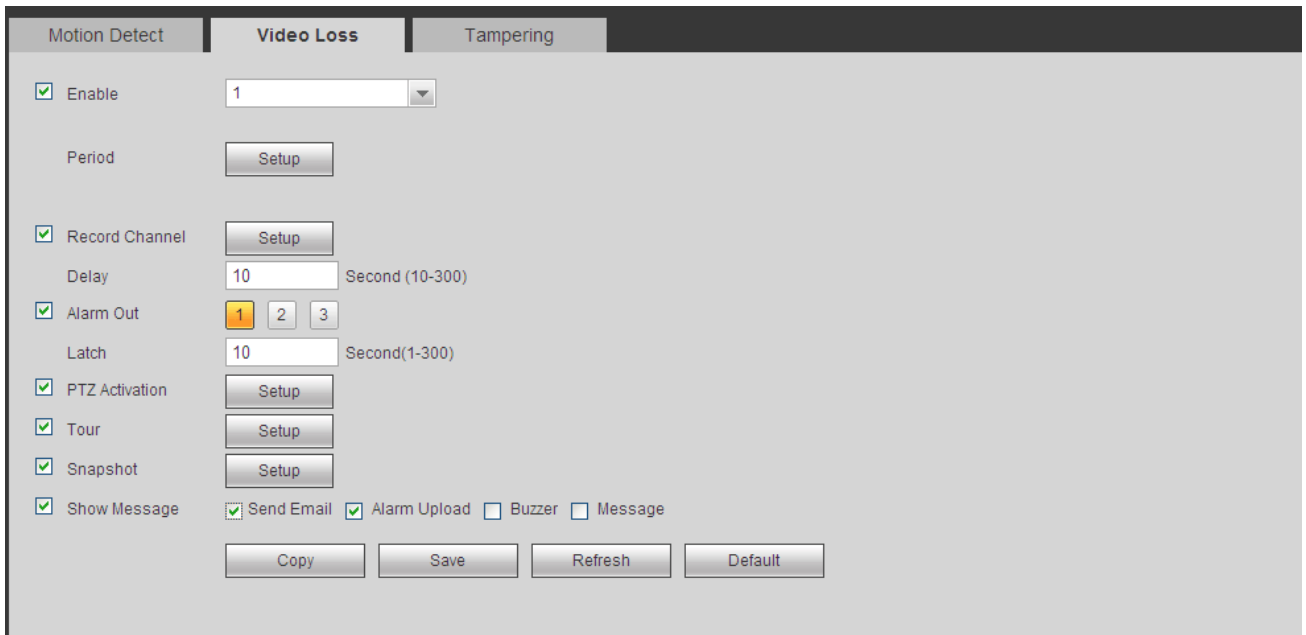 Motion Detect Video Loss Tampering
Enable 1
Period Setup
Record Channel Setup
Delay 10 Second (10-300)
Alarm Out 1 2 3
Latch 10 Second(1-300)
PTZ Activation Setup
Tour Setup
Snapshot Setup
Show Message Send Email Alarm Upload Buzzer Message
Copy Save Refresh Default